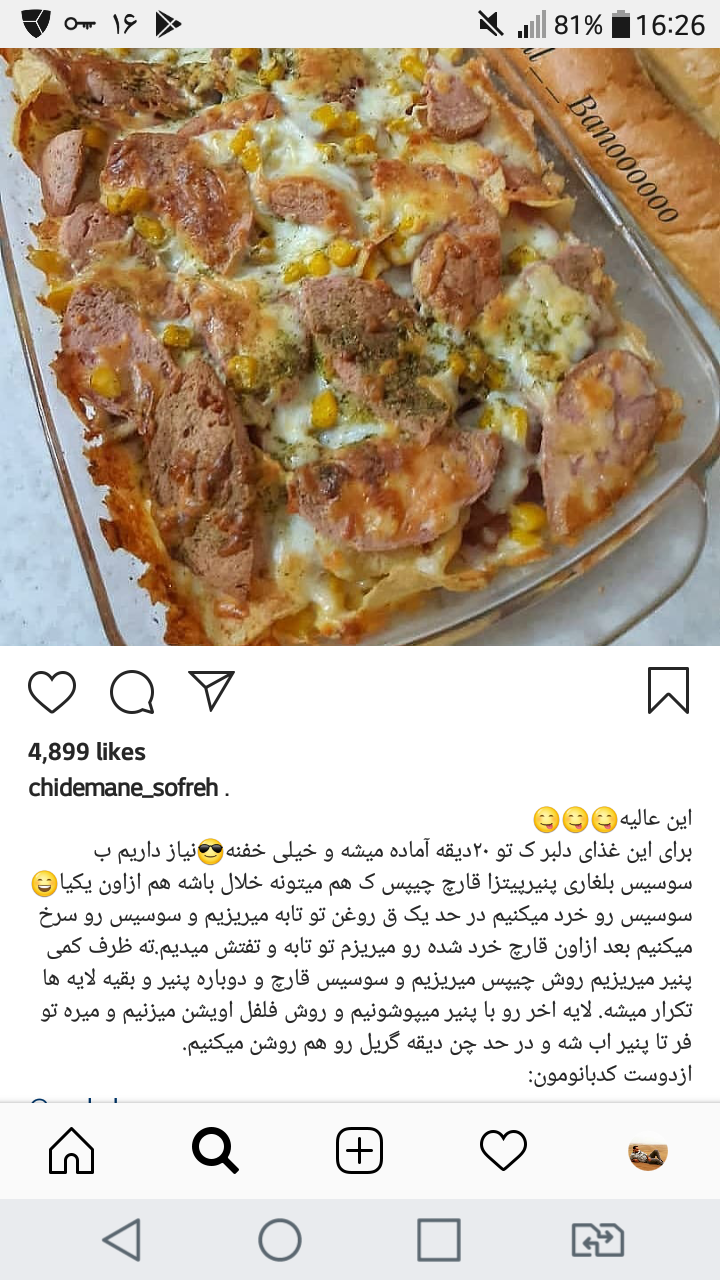 ۱۶
81%
16:26
Banoooooo
4,899 likes
chidemane_sofreh .
این عالیه😋😋😋
برای این غذای دلبر ک تو ۲۰دیقه آماده میشه و خیلی خفنه😎نیاز داریم ب
سوسیس بلغاری پنیرپیتزا قارچ چیپس ک هم میتونه خلال باشه هم ازاون یکیا😄
سوسیس رو خرد میکنیم در حد یک ق روغن تو تابه میریزیم و سوسیس رو سرخ
میکنیم بعد ازاون قارچ خرد شده رو میریزم تو تابه و تفتش میدیم.ته ظرف کمی
پنیر میریزیم روش چیپس میریزیم و سوسیس قارچ و دوباره پنیر و بقیه لایه ها
تکرار میشه. لایه اخر رو با پنیر میپوشونیم و روش فلفل اویشن میزنیم و میره تو
فر تا پنیر اب شه و در حد چن دیقه گریل رو هم روشن میکنیم.
ازدوست کدبانومون: